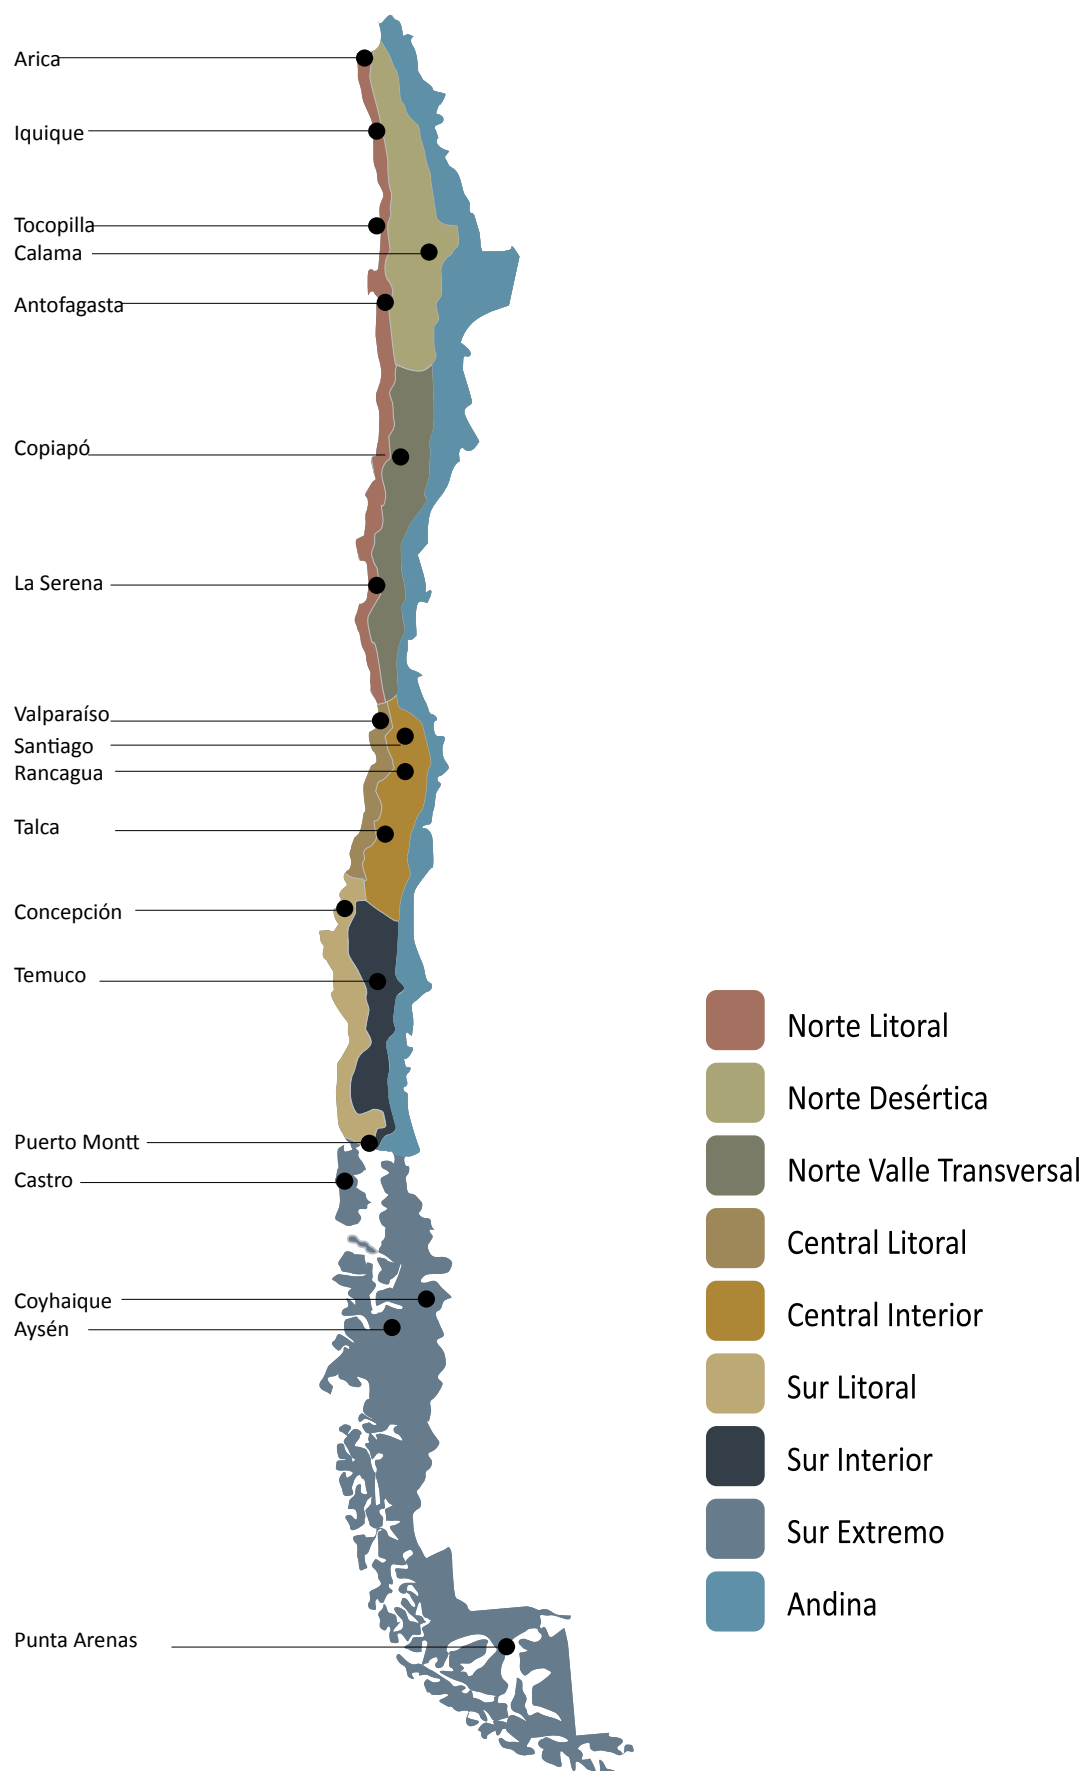 Arica
Iquique
Tocopilla
Calama
Antofagasta
Copiapó
La Serena
Valparaíso
Santiago
Rancagua
Talca
Concepción
Temuco
Puerto Montt
Castro
Coyhaique
Aysén
Punta Arenas
Norte Litoral
Norte Desértica
Norte Valle Transversal
Central Litoral
Central Interior
Sur Litoral
Sur Interior
Sur Extremo
Andina